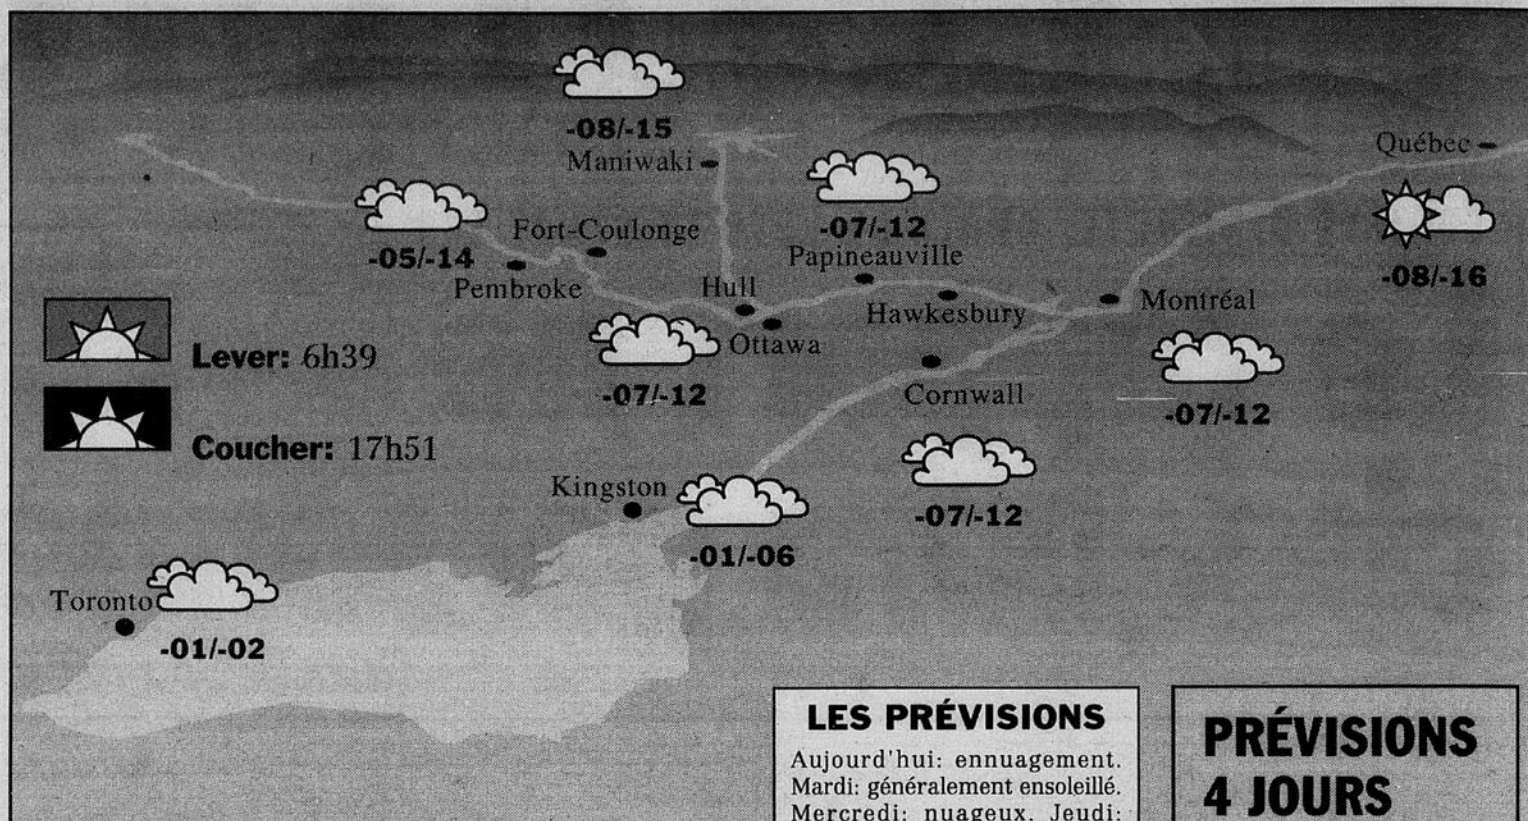 -08/-15
Maniwaki
Québec
-07/-12
Papineauville
-08/-16
-05/-14
Fort-Coulonge
Pembroke
Hull
Ottawa
Hawkesbury
Montréal
-07/-12
Lever: 6h39
-07/-12
Cornwall
Coucher: 17h51
-07/-12
Kingston
-01/-06
Toronto
-01/-02
LES PRÉVISIONS
Aujourd'hui: ennuagement.
Mardi: généralement ensoleillé.
Mercredi: nuageux. Jeudi:
PRÉVISIONS
4 JOURS